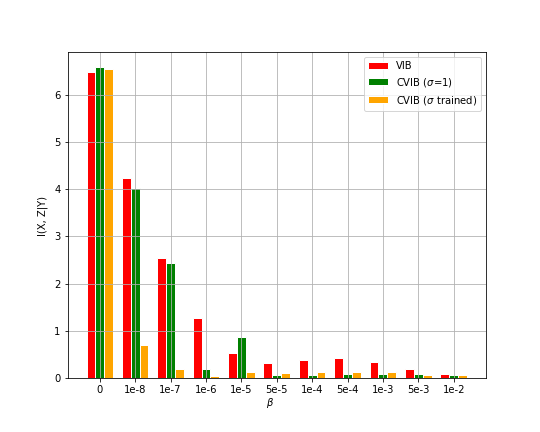 VIB
CVIB (σ=1)
CVIB (σ trained)
I(X, Z|Y)
6
5
4
3
2
1
0
0 1e-8 1e-7 1e-6 1e-5 5e-5 1e-4 5e-4 1e-3 5e-3 1e-2
β